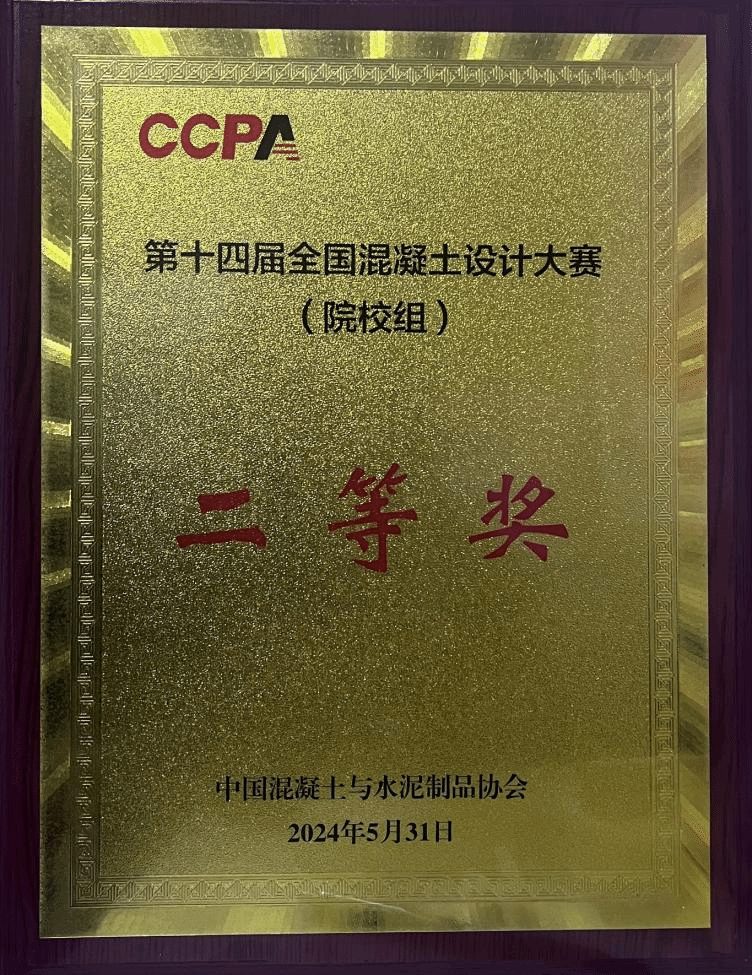 CCPA
第十四届全国混凝土设计大赛
（院校组）
二等奖
中国混凝土与水泥制品协会
2024年5月31日